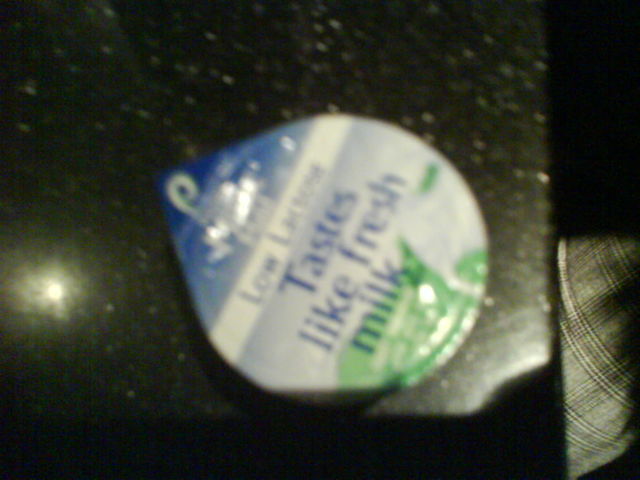 Low Lactose
Tastes
like fresh
milk